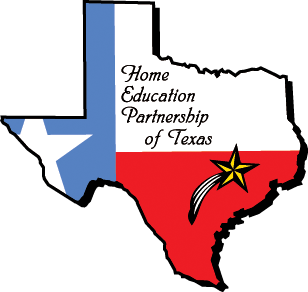 Home
Education
Partnership
of Texas